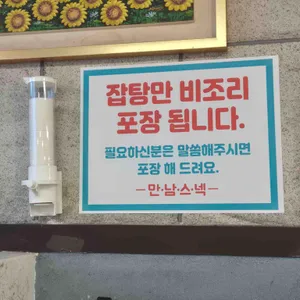 잡탕만 비조리
포장 됩니다.
필요하신분은 말씀해주시면
포장 해 드려요.
-만·남·스·넥-